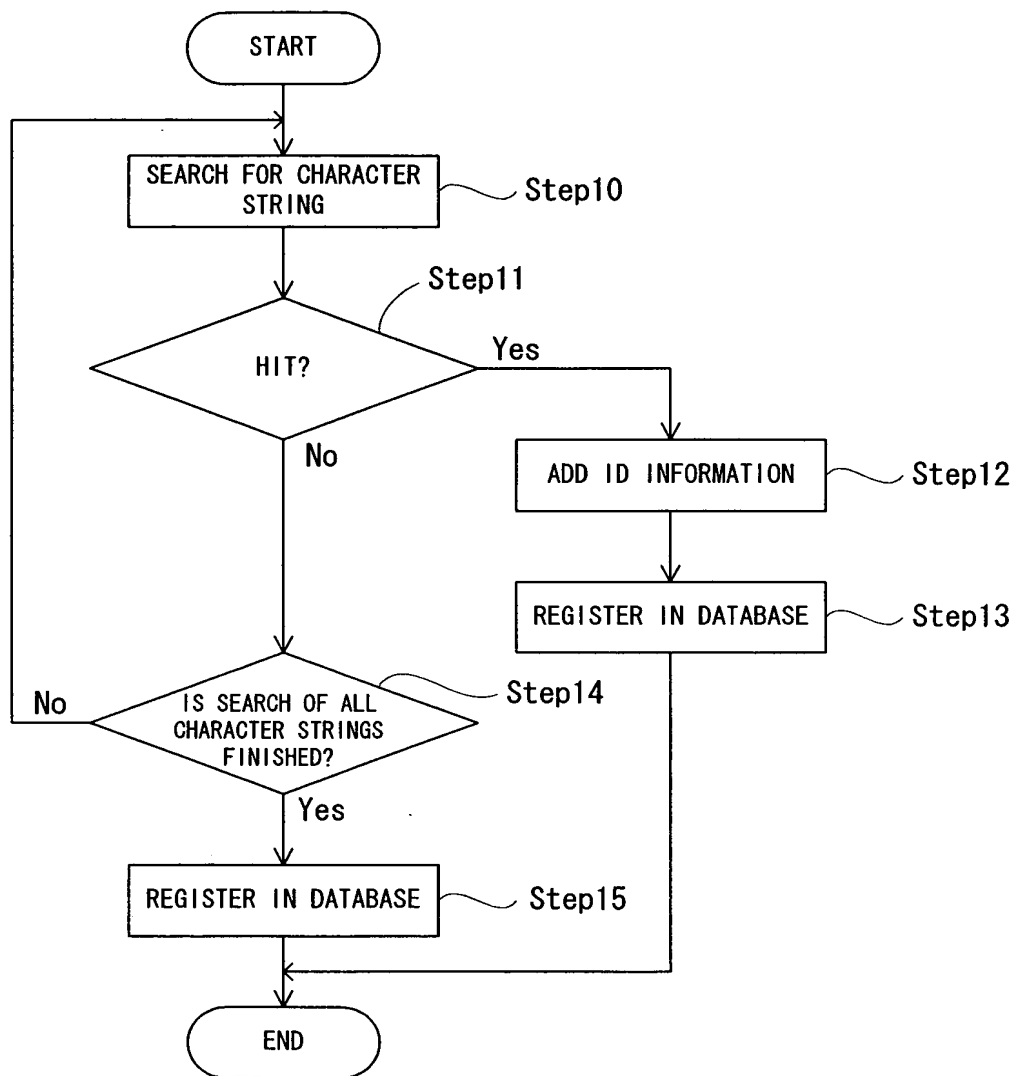 START
SEARCH FOR CHARACTER
STRING
Step10
Step11
HIT?
Yes
No
ADD ID INFORMATION
Step12
REGISTER IN DATABASE
Step13
Step14
No
IS SEARCH OF ALL
CHARACTER STRINGS
FINISHED?
Yes
REGISTER IN DATABASE
Step15
END